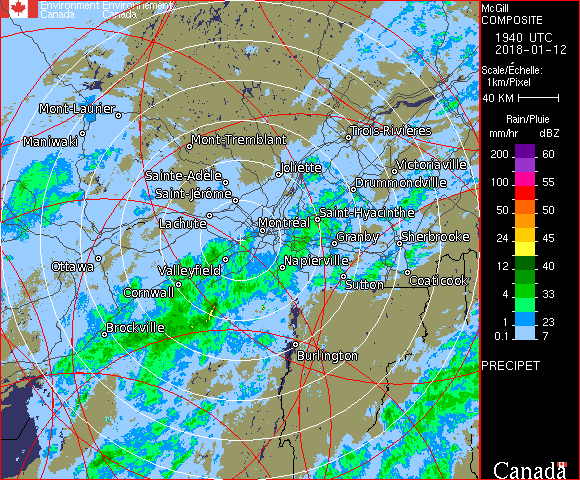 Environment Environnement
Canada Canada
McGill
COMPOSITE
1940 UTC
2018-01-12
Scale/Échelle:
1km/Pixel
40 KM
Rain/Pluie
mm/hr dBZ
200 60
100 55
50 50
24 45
12 40
4 33
1 23
0.1 7
PRECIPET
Canada
Mont-Laurier
Maniwaki
Mont-Tremblant
Trois-Rivières
Joliette
Victoriaville
Sainte-Adèle
Drummondville
Saint-Jérôme
Lachute
Saint-Hyacinthe
Montréal
Granby
Sherbrooke
Ottawa
Valleyfield
Napierville
Coaticook
Sutton
Cornwall
Brockville
Burlington